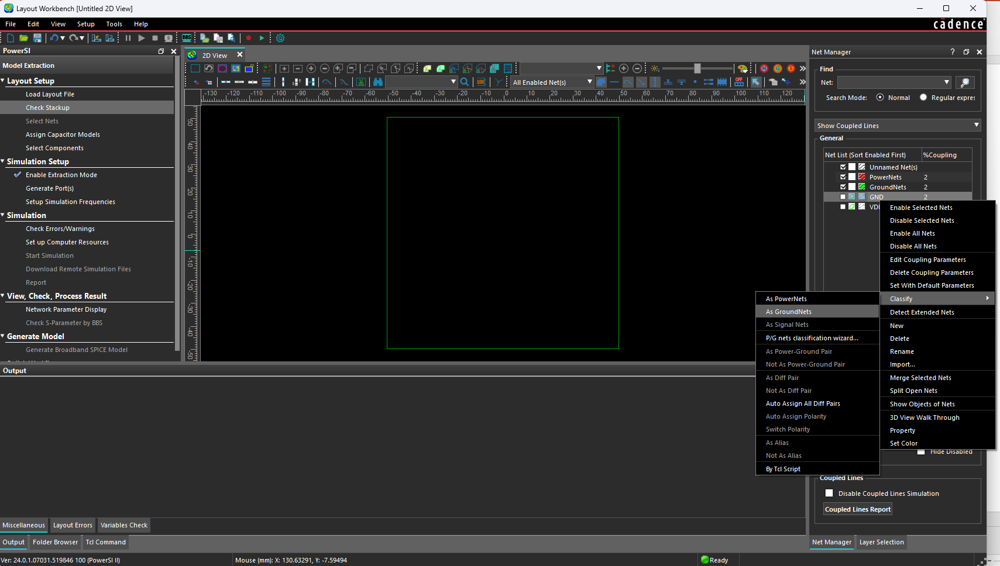 Layout Workbench [Untitled 2D View]
File Edit View Setup Tools Help
cādence
BBS
PowerSI
Model Extraction
Layout Setup
Load Layout File
Check Stackup
Select Nets
Assign Capacitor Models
Select Components
Simulation Setup
Enable Extraction Mode
Generate Port(s)
Setup Simulation Frequencies
Simulation
Check Errors/Warnings
Set up Computer Resources
Start Simulation
Download Remote Simulation Files
Report
View, Check, Process Result
Network Parameter Display
Check S-Parameter by BBS
Generate Model
Generate Broadband SPICE Model
2D View
N G S
100 All Enabled Net(s) OFF
-130 -120 -110 -100 -90 -80 -70 -60 -50 -40 -30 -20 -10 0 10 20 30 40 50 60 70 80 90 100 110 120
50
40
30
20
10
0
-10
-20
-30
-40
-50
Net Manager ?
Find
Net:
Search Mode: Normal Regular expres
Show Coupled Lines
General
Net List (Sort Enabled First) %Coupling
Unnamed Net(s)
PowerNets 2
GroundNets 2
GND 2
Enable Selected Nets
Disable Selected Nets
Enable All Nets
Disable All Nets
Edit Coupling Parameters
Delete Coupling Parameters
Set With Default Parameters
Classify
Detect Extended Nets
New
Delete
Rename
Import...
Merge Selected Nets
Split Open Nets
Show Objects of Nets
3D View Walk Through
Property
Set Color
As PowerNets
As GroundNets
As Signal Nets
P/G nets classification wizard...
As Power-Ground Pair
Not As Power-Ground Pair
As Diff Pair
Not As Diff Pair
Auto Assign All Diff Pairs
Auto Assign Polarity
Switch Polarity
As Alias
Not As Alias
By Tcl Script
Hide Disabled
Coupled Lines
Disable Coupled Lines Simulation
Coupled Lines Report
Net Manager Layer Selection
Output
Miscellaneous Layout Errors Variables Check
Output Folder Browser Tcl Command
Ver: 24.0.1.07031.519846 100 (PowerSI II) Mouse (mm): X: 130.63291, Y: -7.59494 Ready